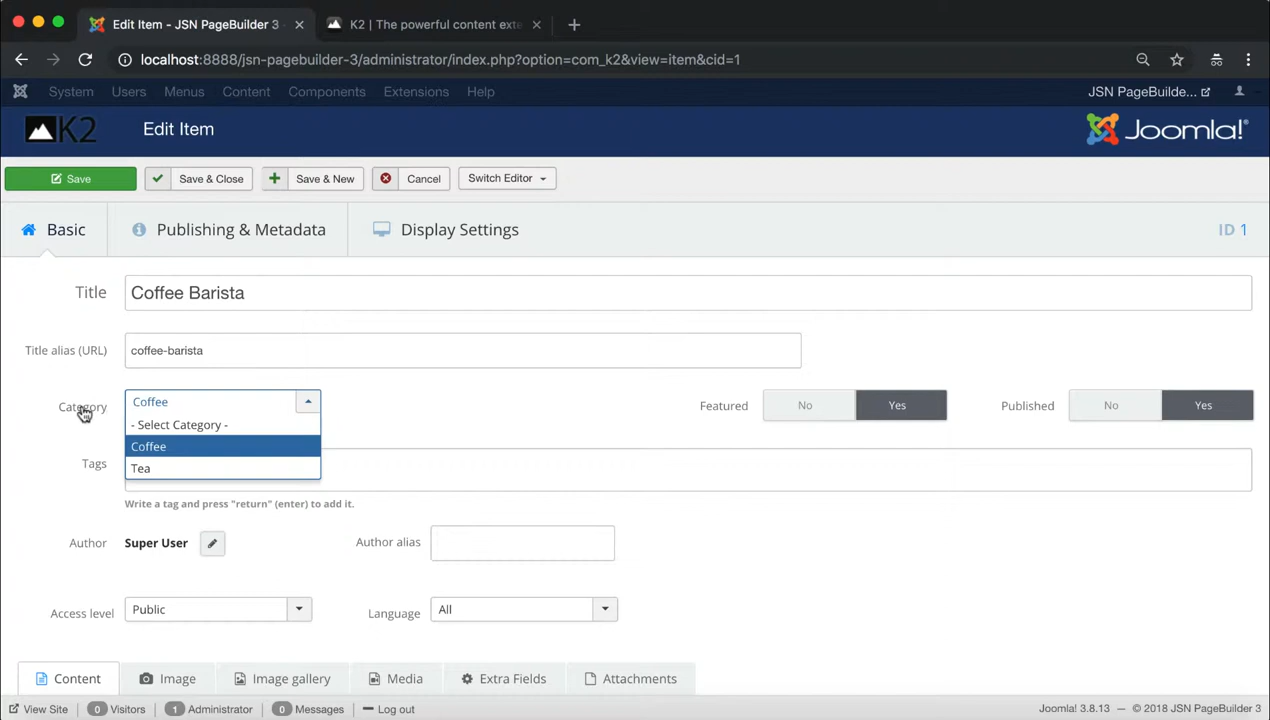 Edit Item - JSN PageBuilder 3 -
K2 | The powerful content exte
localhost:8888/jsn-pagebuilder-3/administrator/index.php?option=com_k2&view=item&cid=1
System Users Menus Content Components Extensions Help
JSN PageBuilde...
K2 Edit Item Joomla!®
Save Save & Close Save & New Cancel Switch Editor
Basic Publishing & Metadata Display Settings ID 1
Title Coffee Barista
Title alias (URL) coffee-barista
Category Coffee Featured No Yes Published No Yes
- Select Category -
Coffee
Tea
Tags
Write a tag and press "return" (enter) to add it.
Author Super User Author alias
Access level Public Language All
Content Image Image gallery Media Extra Fields Attachments
View Site 0 Visitors 1 Administrator 0 Messages Log out Joomla! 3.8.13 — © 2018 JSN PageBuilder 3